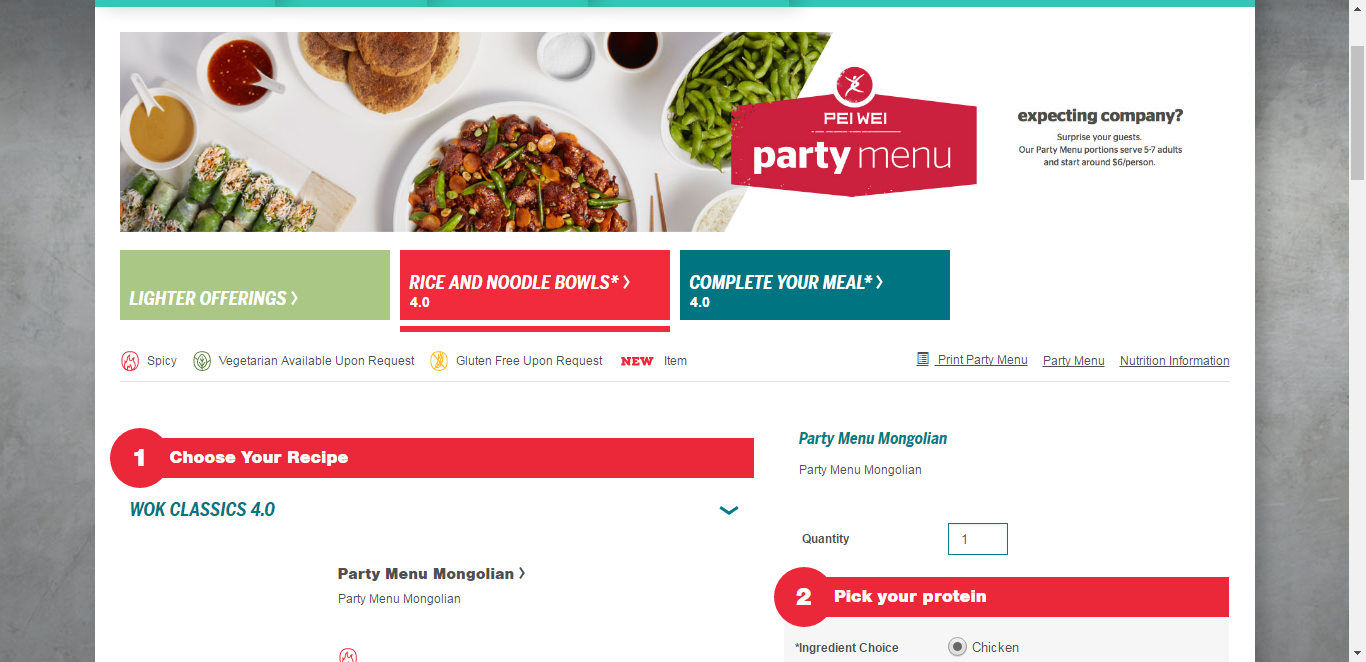 PEI WEI
party menu
expecting company?
Surprise your guests.
Our Party Menu portions serve 5-7 adults
and start around $6/person.
LIGHTER OFFERINGS >
RICE AND NOODLE BOWLS* >
4.0
COMPLETE YOUR MEAL* >
4.0
Spicy
Vegetarian Available Upon Request
Gluten Free Upon Request
NEW Item
Print Party Menu
Party Menu
Nutrition Information
1 Choose Your Recipe
WOK CLASSICS 4.0
Party Menu Mongolian >
Party Menu Mongolian
Party Menu Mongolian
Party Menu Mongolian
Quantity
1
2 Pick your protein
*Ingredient Choice
Chicken